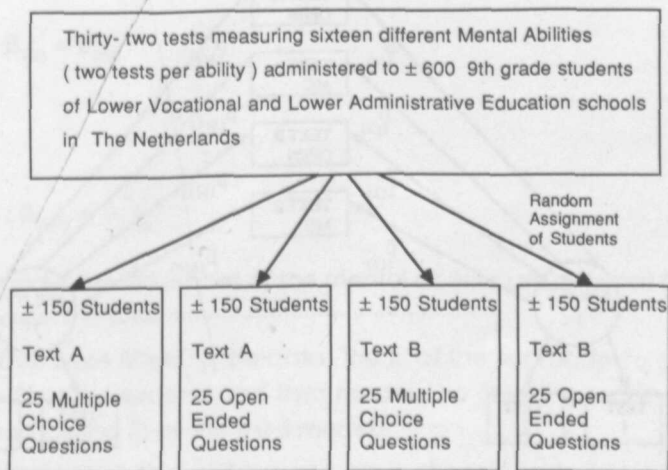 Thirty- two tests measuring sixteen different Mental Abilities
( two tests per ability ) administered to ± 600 9th grade students
of Lower Vocational and Lower Administrative Education schools
in The Netherlands
Random
Assignment
of Students
± 150 Students
Text A
25 Multiple
Choice
Questions
± 150 Students
Text A
25 Open
Ended
Questions
± 150 Students
Text B
25 Multiple
Choice
Questions
± 150 Students
Text B
25 Open
Ended
Questions